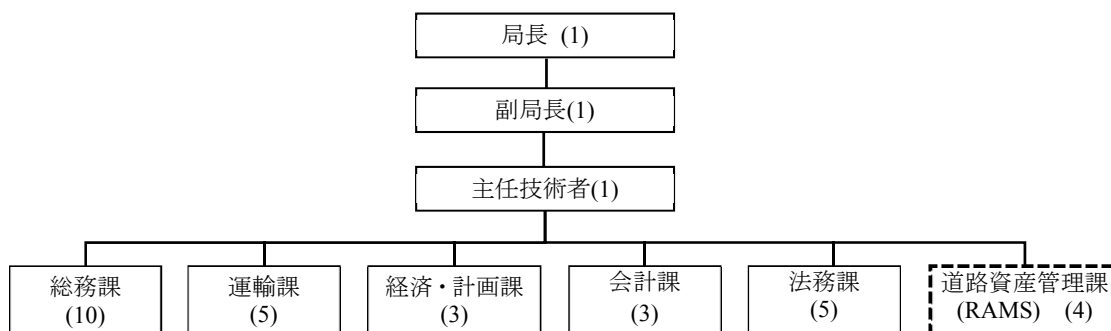 局長 (1)
副局長(1)
主任技術者(1)
総務課
(10)
運輸課
(5)
経済・計画課
(3)
会計課
(3)
法務課
(5)
道路資産管理課
(RAMS) (4)